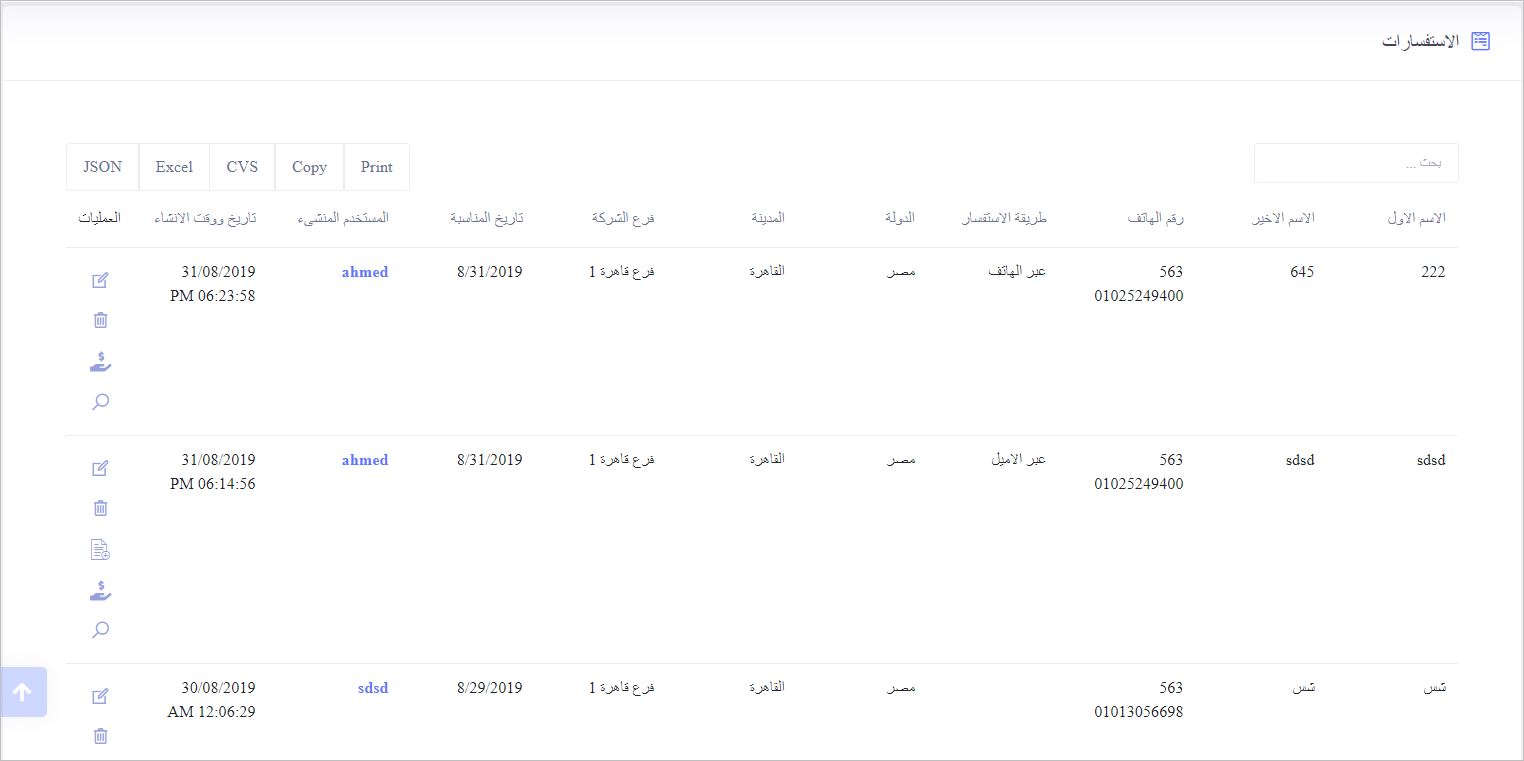 الاستفسارات
بحث ...
Print
Copy
CVS
Excel
JSON
الاسم الاول
الاسم الاخير
رقم الهاتف
طريقة الاستفسار
الدولة
المدينة
فرع الشركة
تاريخ المناسبة
المستخدم المنشىء
تاريخ ووقت الانشاء
العمليات
222
645
563
01025249400
عبر الهاتف
مصر
القاهرة
فرع قاهرة 1
8/31/2019
ahmed
31/08/2019
PM 06:23:58
sdsd
sdsd
563
01025249400
عبر الاميل
مصر
القاهرة
فرع قاهرة 1
8/31/2019
ahmed
31/08/2019
PM 06:14:56
شس
شس
563
01013056698
مصر
القاهرة
فرع قاهرة 1
8/29/2019
sdsd
30/08/2019
AM 12:06:29